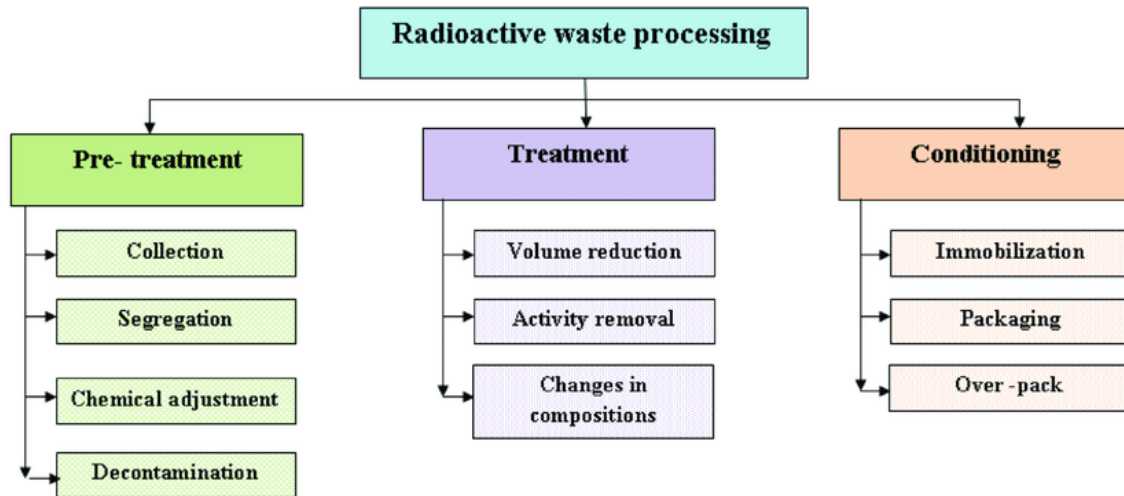 Radioactive waste processing
Pre- treatment
Collection
Segregation
Chemical adjustment
Decontamination
Treatment
Volume reduction
Activity removal
Changes in
compositions
Conditioning
Immobilization
Packaging
Over -pack